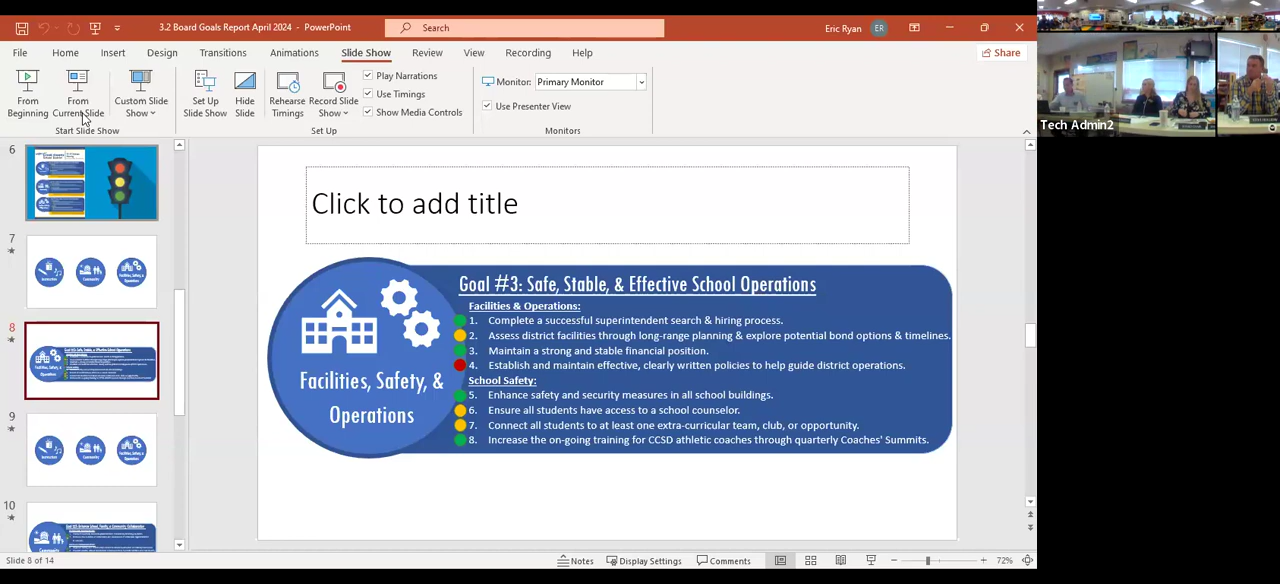 3.2 Board Goals Report April 2024 - PowerPoint
Search
Eric Ryan
ER
File Home Insert Design Transitions Animations Slide Show Review View Recording Help
Share
From Beginning
From Current Slide
Custom Slide Show
Start Slide Show
Set Up Slide Show
Hide Slide
Rehearse Timings
Record Slide Show
Play Narrations
Use Timings
Show Media Controls
Set Up
Monitor: Primary Monitor
Use Presenter View
Monitors
Tech Admin2
6
7
8
9
10
Click to add title
Facilities, Safety, &
Operations
Goal #3: Safe, Stable, & Effective School Operations
Facilities & Operations:
1. Complete a successful superintendent search & hiring process.
2. Assess district facilities through long-range planning & explore potential bond options & timelines.
3. Maintain a strong and stable financial position.
4. Establish and maintain effective, clearly written policies to help guide district operations.
School Safety:
5. Enhance safety and security measures in all school buildings.
6. Ensure all students have access to a school counselor.
7. Connect all students to at least one extra-curricular team, club, or opportunity.
8. Increase the on-going training for CCSD athletic coaches through quarterly Coaches' Summits.
Slide 8 of 14
Notes
Display Settings
Comments
72%